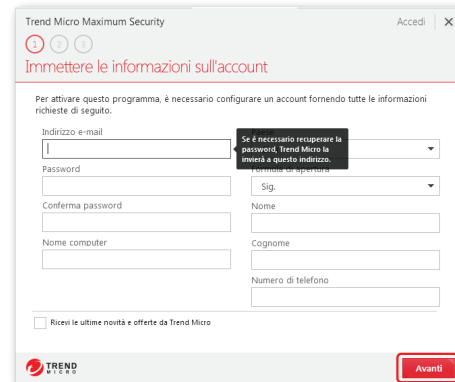 Trend Micro Maximum Security
Accedi
1 2 3
Immettere le informazioni sull'account
Per attivare questo programma, è necessario configurare un account fornendo tutte le informazioni
richieste di seguito.
Indirizzo e-mail
Se è necessario recuperare la
password, Trend Micro la
invierà a questo indirizzo.
Password
Formula di apertura
Sig.
Conferma password
Nome
Nome computer
Cognome
Numero di telefono
Ricevi le ultime novità e offerte da Trend Micro
TREND
MICRO
Avanti